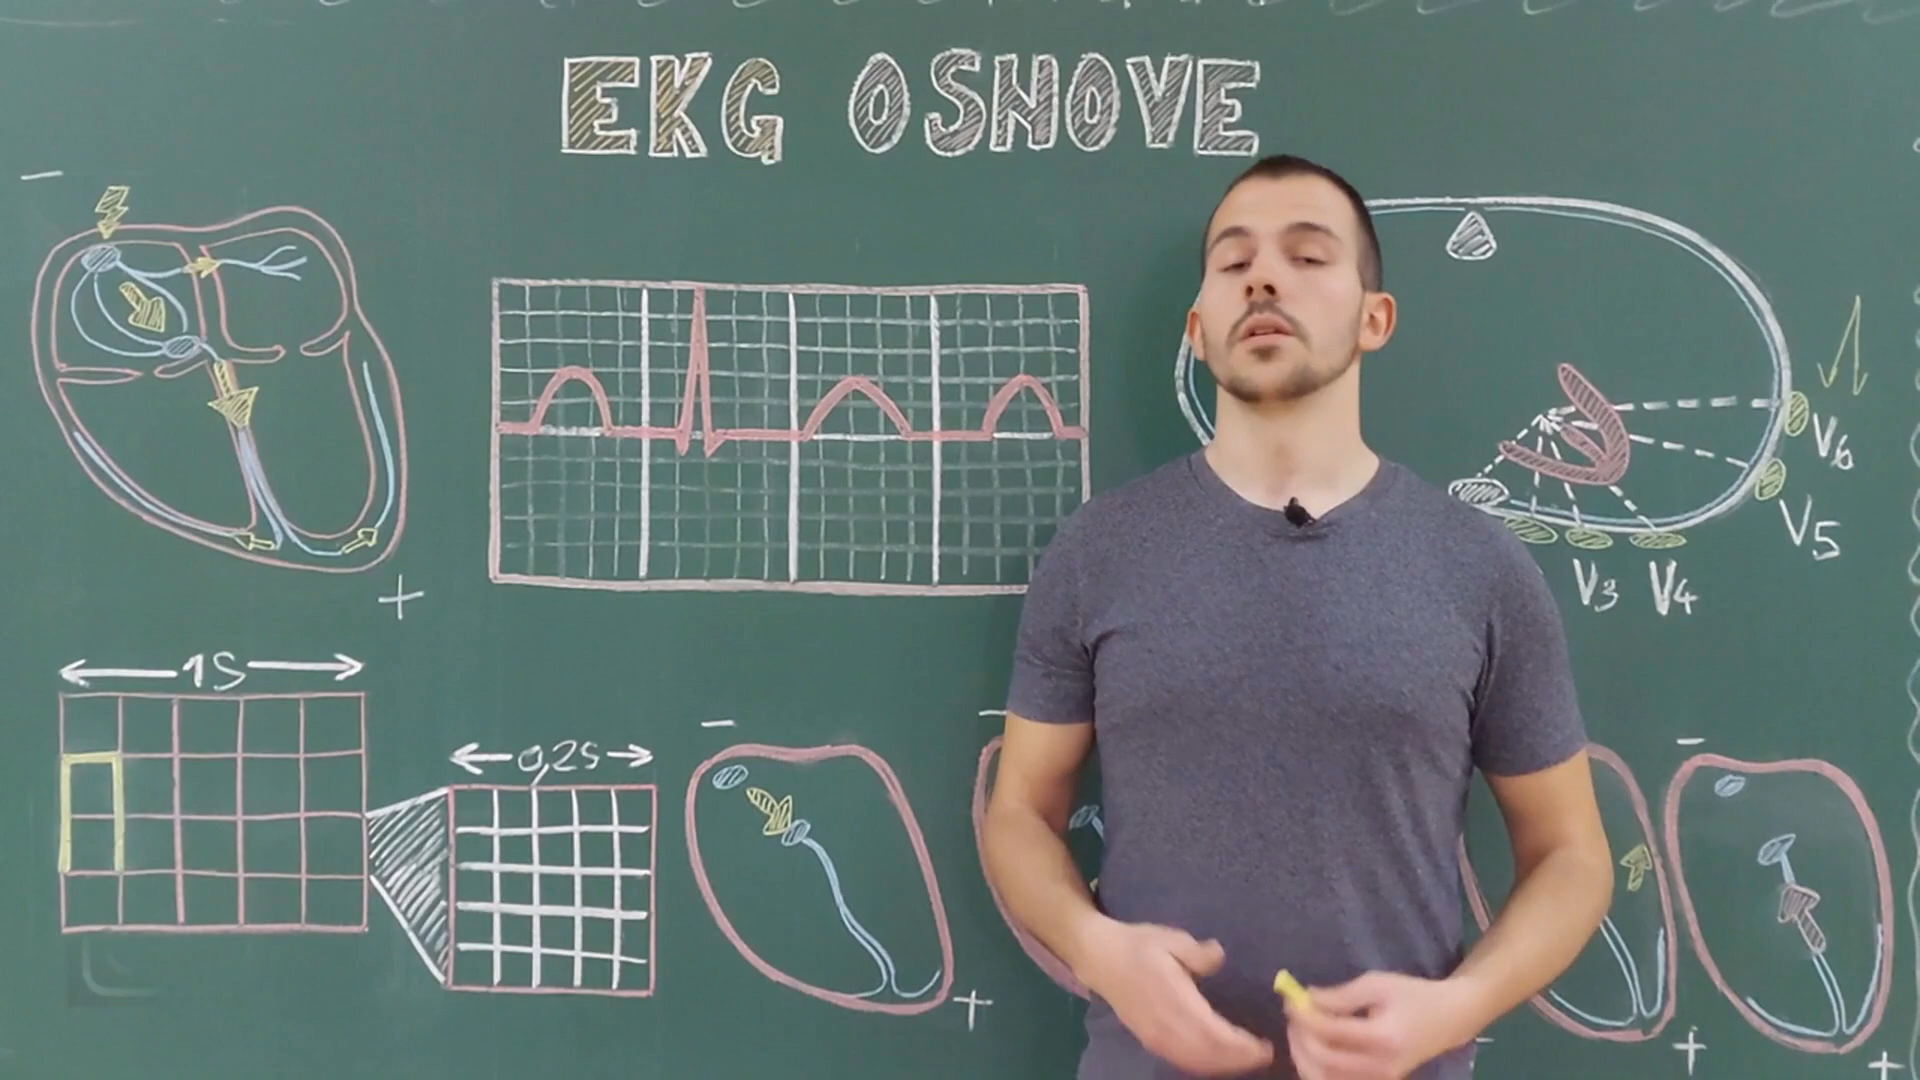 EKG OSNOVE
-
+
V6
V5
V3 V4
1S
0,2S
-
-
-
+
-
+
+